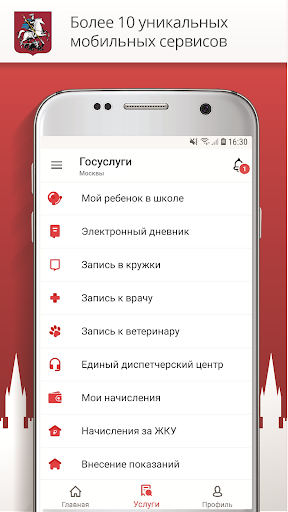 Более 10 уникальных
мобильных сервисов
16:30
Госуслуги
Москвы
1
Мой ребенок в школе
Электронный дневник
Запись в кружки
Запись к врачу
Запись к ветеринару
Единый диспетчерский центр
Мои начисления
Начисления за ЖКУ
Внесение показаний
Главная
Услуги
Профиль